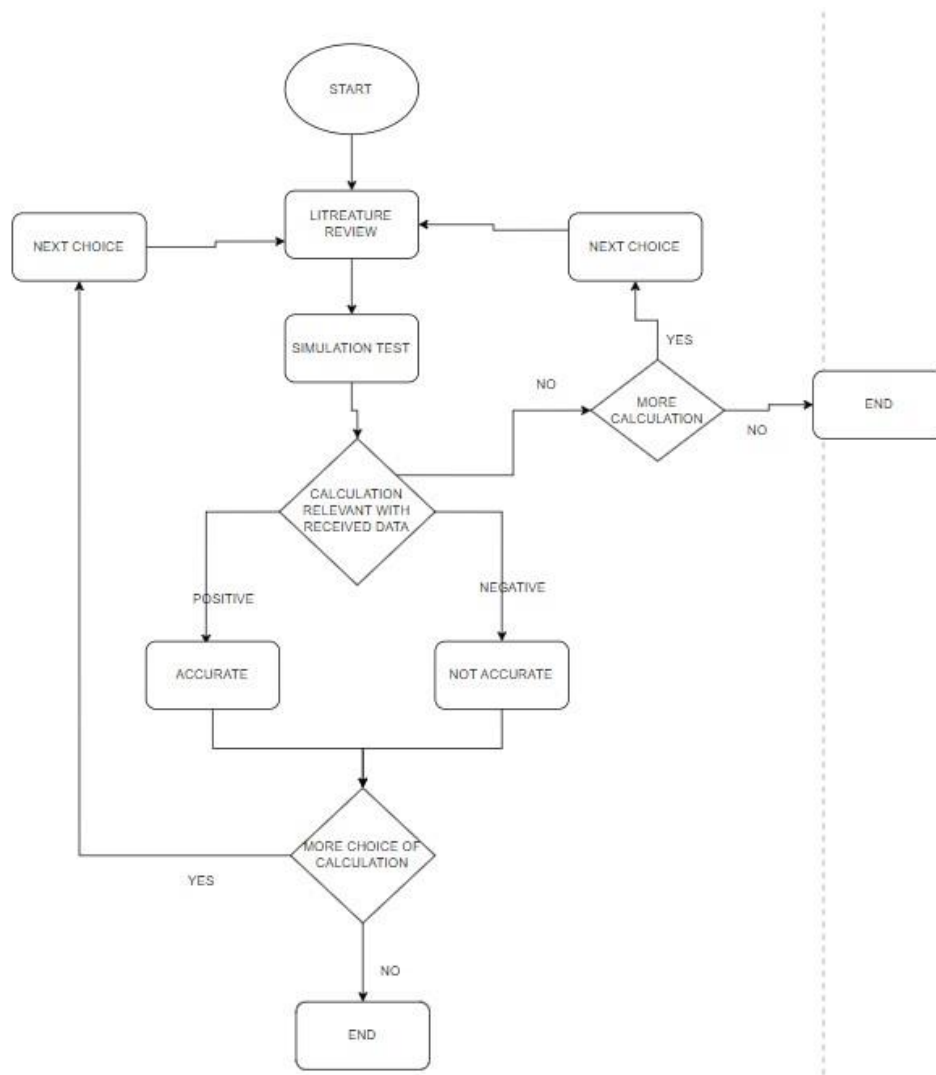 START
LITREATURE
REVIEW
NEXT CHOICE
NEXT CHOICE
SIMULATION TEST
YES
NO
MORE
CALCULATION
NO
END
CALCULATION
RELEVANT WITH
RECEIVED DATA
POSITIVE
NEGATIVE
ACCURATE
NOT ACCURATE
MORE CHOICE OF
CALCULATION
YES
NO
END